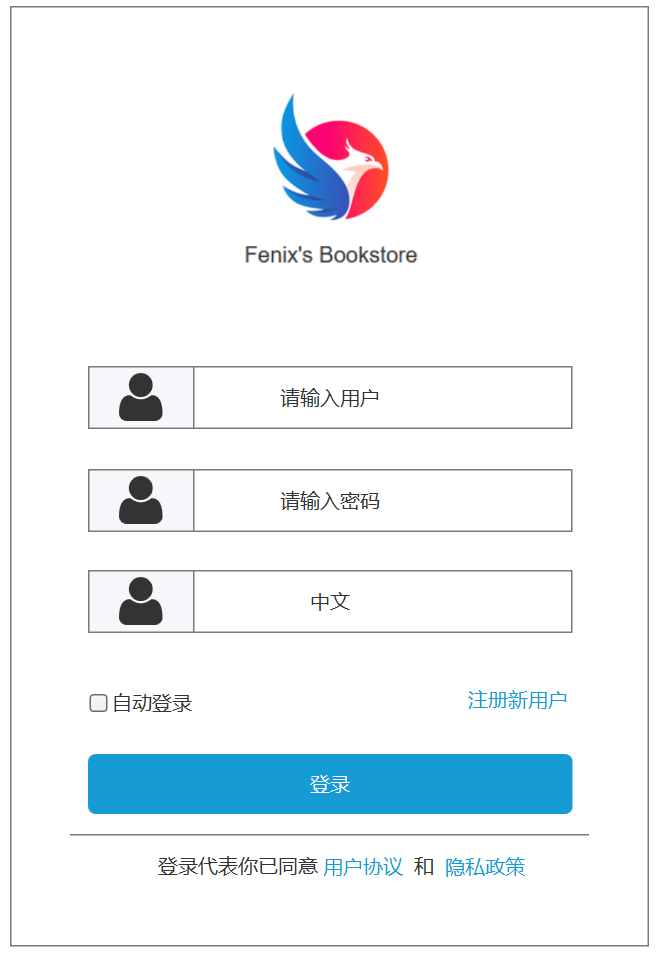 Fenix's Bookstore
请输入用户
请输入密码
中文
自动登录
注册新用户
登录
登录代表你已同意 用户协议 和 隐私政策